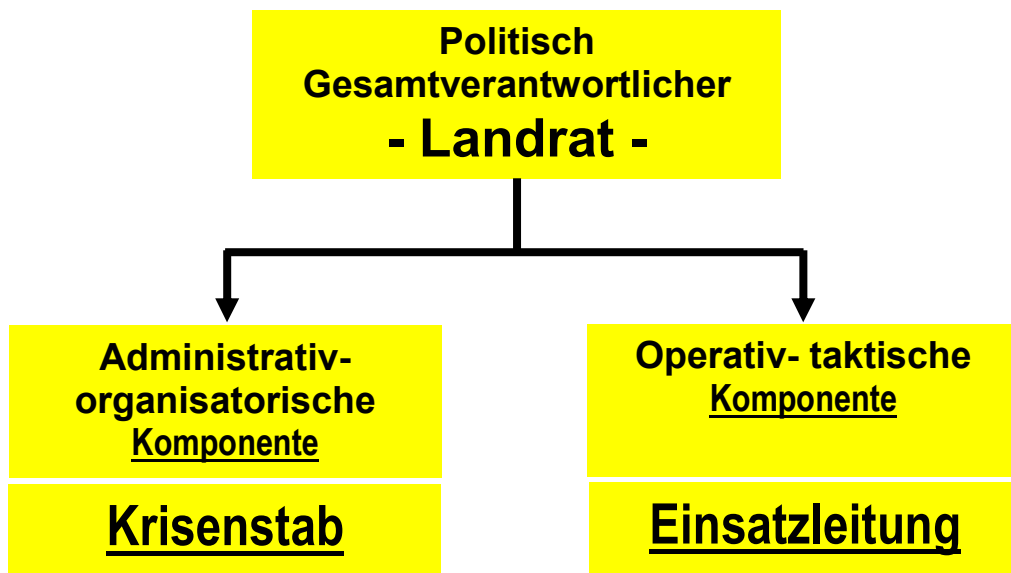 Politisch
Gesamtverantwortlicher
- Landrat -
Administrativ-
organisatorische
Komponente
Krisenstab
Operativ- taktische
Komponente
Einsatzleitung